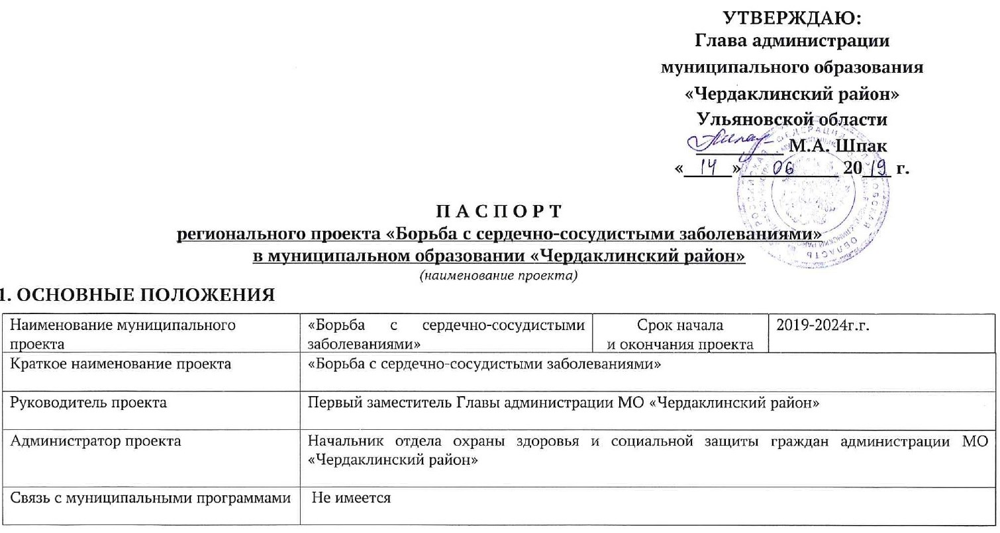 УТВЕРЖДАЮ:
Глава администрации
муниципального образования
«Чердаклинский район»
Ульяновской области
__________ М.А. Шпак
«14» 06 2019 г.
П А С П О Р Т
регионального проекта «Борьба с сердечно-сосудистыми заболеваниями»
в муниципальном образовании «Чердаклинский район»
(наименование проекта)
1. ОСНОВНЫЕ ПОЛОЖЕНИЯ
Наименование муниципального
проекта
«Борьба с сердечно-сосудистыми
заболеваниями»
Срок начала
и окончания проекта
2019-2024г.г.
Краткое наименование проекта
«Борьба с сердечно-сосудистыми заболеваниями»
Руководитель проекта
Первый заместитель Главы администрации МО «Чердаклинский район»
Администратор проекта
Начальник отдела охраны здоровья и социальной защиты граждан администрации МО
«Чердаклинский район»
Связь с муниципальными программами
Не имеется